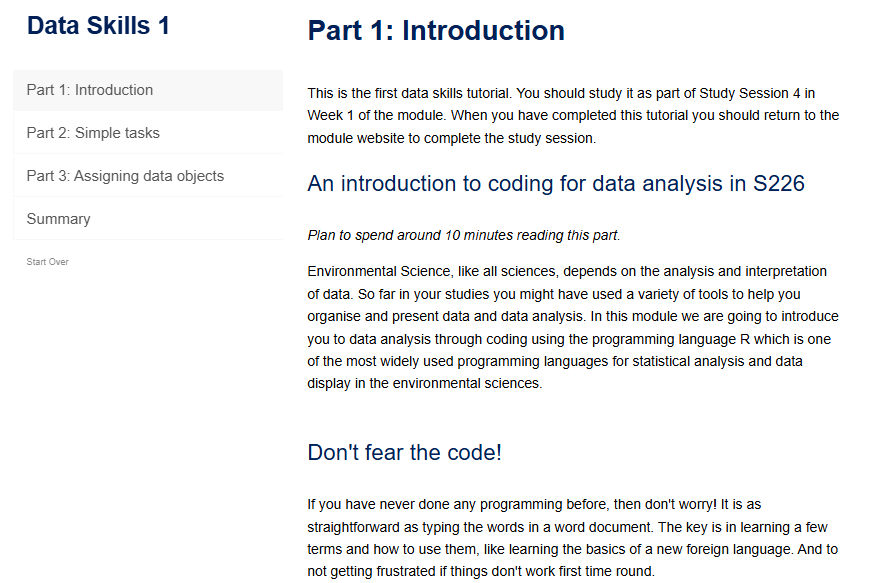 Data Skills 1
Part 1: Introduction
Part 2: Simple tasks
Part 3: Assigning data objects
Summary
Start Over
Part 1: Introduction
This is the first data skills tutorial. You should study it as part of Study Session 4 in
Week 1 of the module. When you have completed this tutorial you should return to the
module website to complete the study session.
An introduction to coding for data analysis in S226
Plan to spend around 10 minutes reading this part.
Environmental Science, like all sciences, depends on the analysis and interpretation
of data. So far in your studies you might have used a variety of tools to help you
organise and present data and data analysis. In this module we are going to introduce
you to data analysis through coding using the programming language R which is one
of the most widely used programming languages for statistical analysis and data
display in the environmental sciences.
Don't fear the code!
If you have never done any programming before, then don't worry! It is as
straightforward as typing the words in a word document. The key is in learning a few
terms and how to use them, like learning the basics of a new foreign language. And to
not getting frustrated if things don't work first time round.